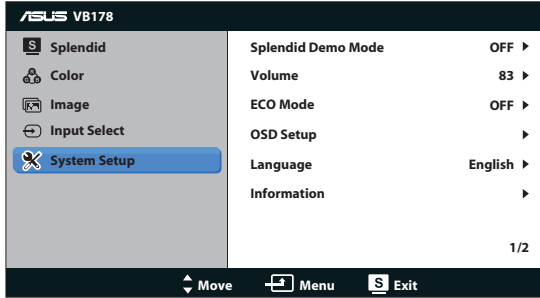 ASUS VB178
S Splendid
Color
Image
Input Select
System Setup
Splendid Demo Mode OFF
Volume 83
ECO Mode OFF
OSD Setup
Language English
Information
1/2
Move Menu S Exit